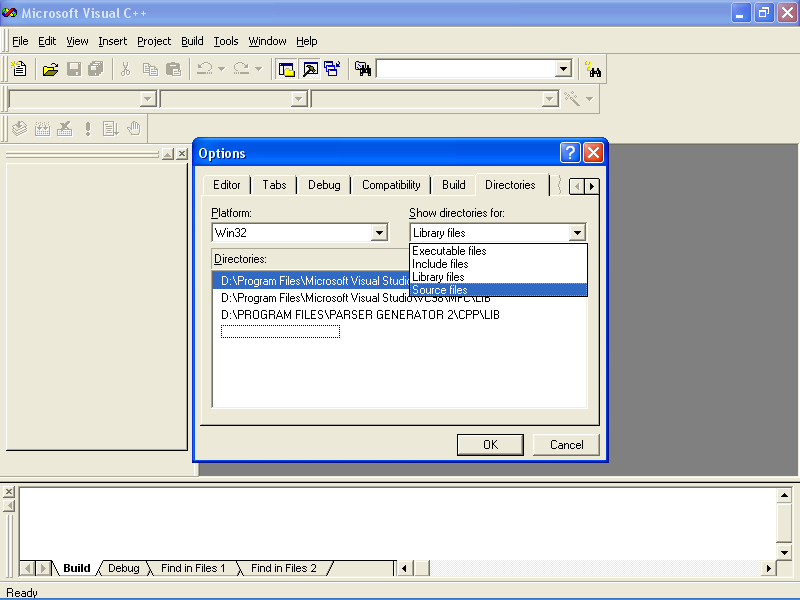 Microsoft Visual C++
File Edit View Insert Project Build Tools Window Help
Options
Editor Tabs Debug Compatibility Build Directories
Platform: Show directories for:
Win32 Library files
Executable files
Include files
Library files
Source files
Directories:
D:\Program Files\Microsoft Visual Studio
D:\Program Files\Microsoft Visual Studio\VC98\MFC\LIB
D:\PROGRAM FILES\PARSER GENERATOR 2\CPP\LIB
OK Cancel
Build Debug Find in Files 1 Find in Files 2
Ready